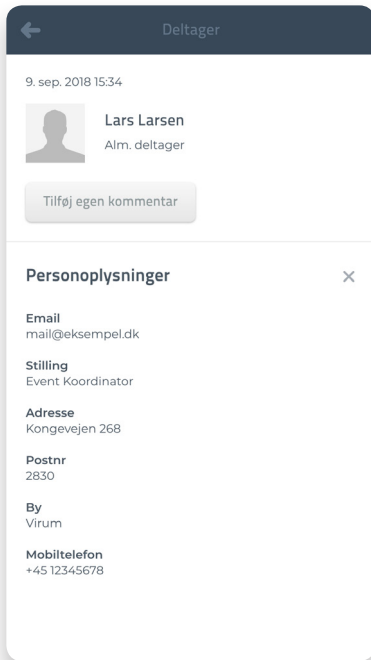 Deltager
9. sep. 2018 15:34
Lars Larsen
Alm. deltager
Tilføj egen kommentar
Personoplysninger
Email
mail@eksempel.dk
Stilling
Event Koordinator
Adresse
Kongevejen 268
Postnr
2830
By
Virum
Mobiltelefon
+45 12345678